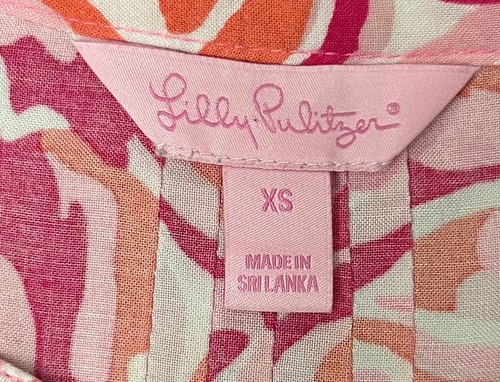 Lilly Pulitzer®
XS
MADE IN
SRI LANKA